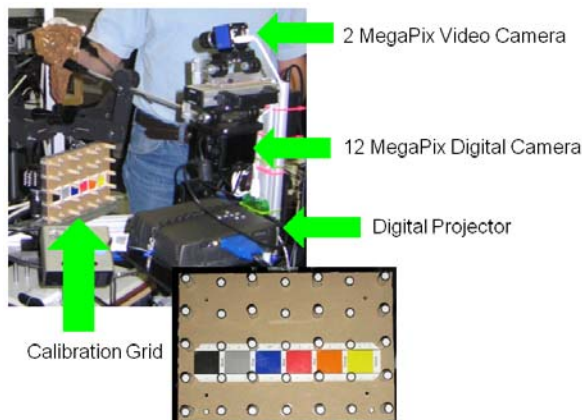 2 MegaPix Video Camera
12 MegaPix Digital Camera
Digital Projector
Calibration Grid